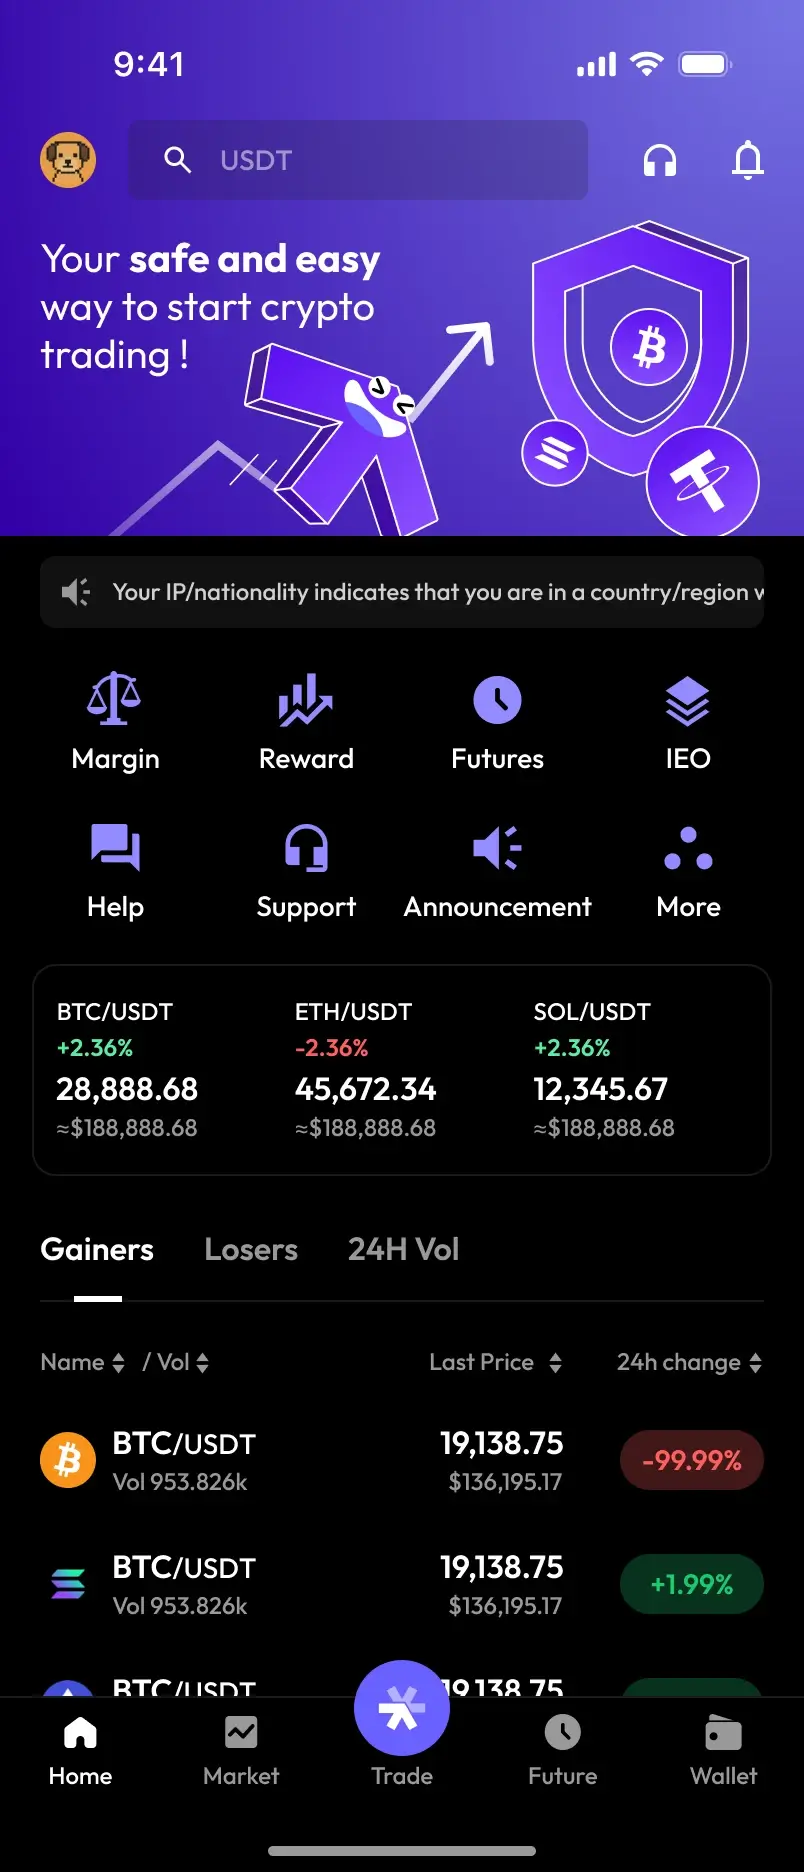 9:41
USDT
Your safe and easy
way to start crypto
trading !
Your IP/nationality indicates that you are in a country/region
Margin
Reward
Futures
IEO
Help
Support
Announcement
More
BTC/USDT
+2.36%
28,888.68
≈$188,888.68
ETH/USDT
-2.36%
45,672.34
≈$188,888.68
SOL/USDT
+2.36%
12,345.67
≈$188,888.68
Gainers Losers 24H Vol
Name / Vol Last Price 24h change
BTC/USDT 19,138.75 -99.99%
Vol 953.826k $136,195.17
BTC/USDT 19,138.75 +1.99%
Vol 953.826k $136,195.17
BTC/USDT 19,138.75
Home Market Trade Future Wallet